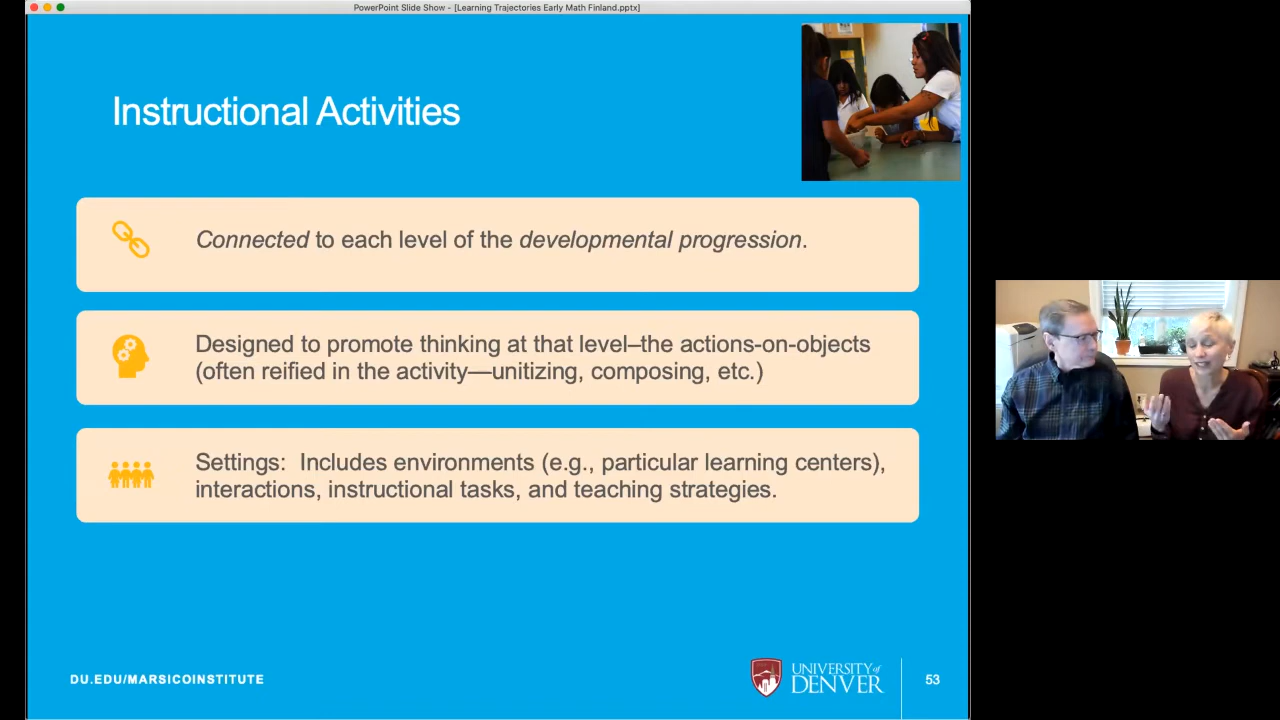 PowerPoint Slide Show - [Learning Trajectories Early Math Finland.pptx]
Instructional Activities
Connected to each level of the developmental progression.
Designed to promote thinking at that level–the actions-on-objects
(often reified in the activity—unitizing, composing, etc.)
Settings:  Includes environments (e.g., particular learning centers),
interactions, instructional tasks, and teaching strategies.
DU.EDU/MARSICOINSTITUTE
UNIVERSITY of
DENVER
53